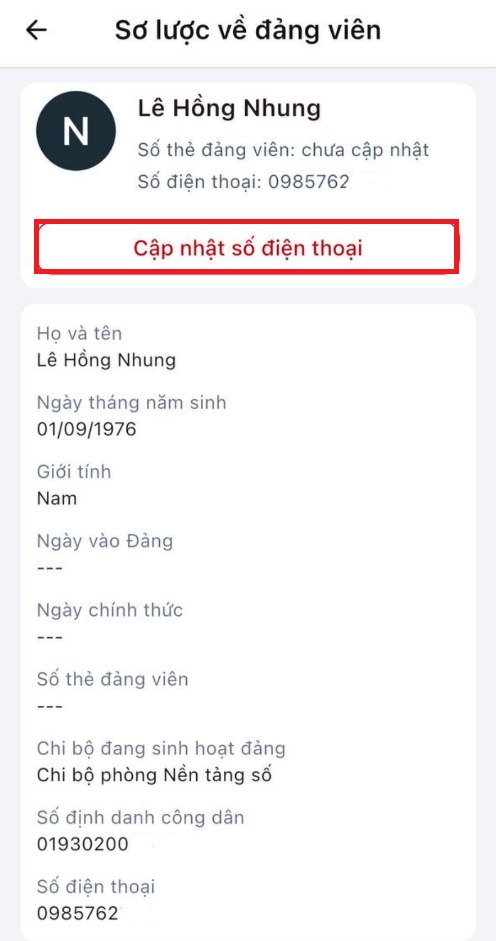 Sơ lược về đảng viên
N
Lê Hồng Nhung
Số thẻ đảng viên: chưa cập nhật
Số điện thoại: 0985762
Cập nhật số điện thoại
Họ và tên
Lê Hồng Nhung
Ngày tháng năm sinh
01/09/1976
Giới tính
Nam
Ngày vào Đảng
---
Ngày chính thức
---
Số thẻ đảng viên
---
Chi bộ đang sinh hoạt đảng
Chi bộ phòng Nền tảng số
Số định danh công dân
01930200
Số điện thoại
0985762